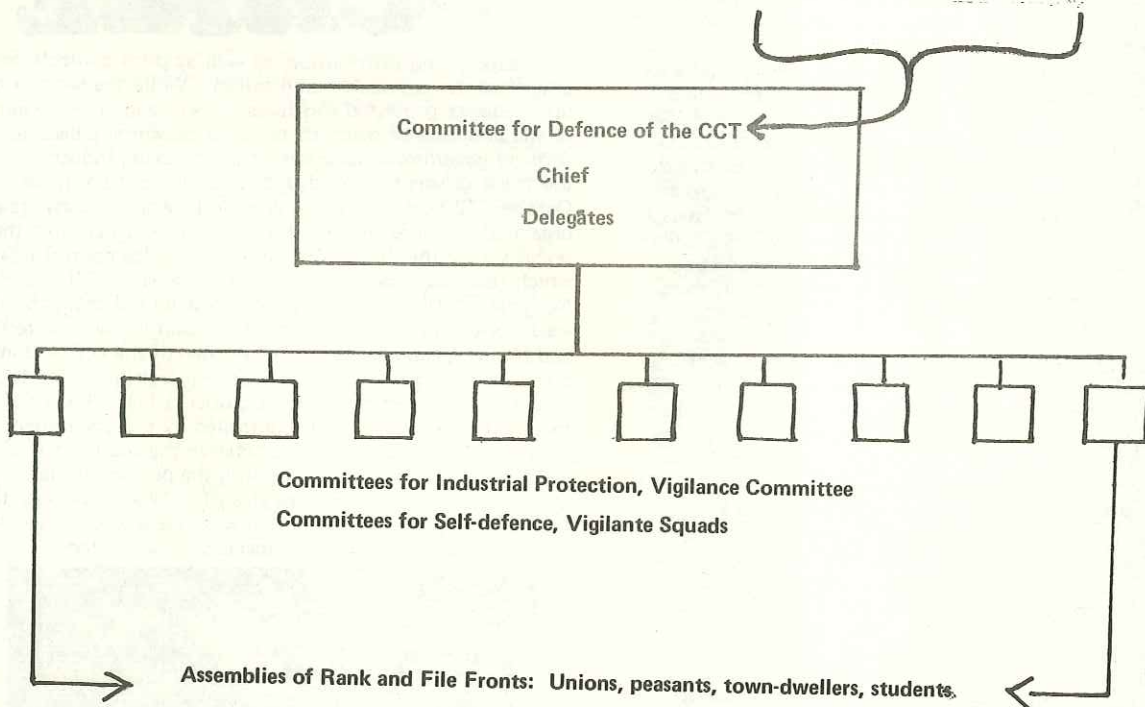 Committee for Defence of the CCT
Chief
Delegates
Committees for Industrial Protection, Vigilance Committee
Committees for Self-defence, Vigilante Squads
Assemblies of Rank and File Fronts: Unions, peasants, town-dwellers, students.